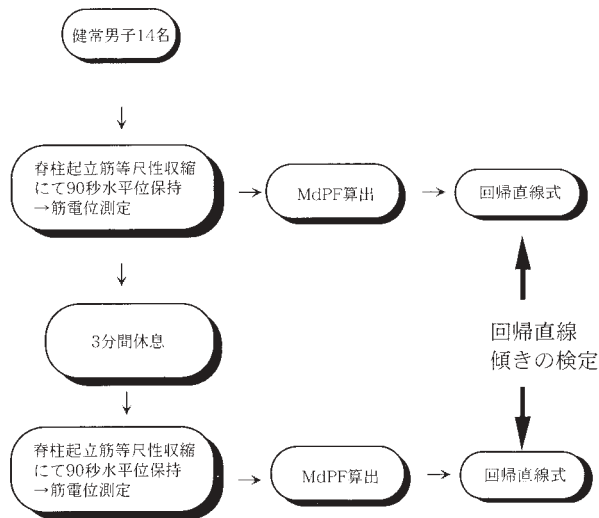 健常男子14名
↓
脊柱起立筋等尺性収縮
にて90秒水平位保持
→筋電位測定
→
MdPF算出
→
回帰直線式
↓
3分間休息
回帰直線
傾きの検定
↓
脊柱起立筋等尺性収縮
にて90秒水平位保持
→筋電位測定
→
MdPF算出
→
回帰直線式